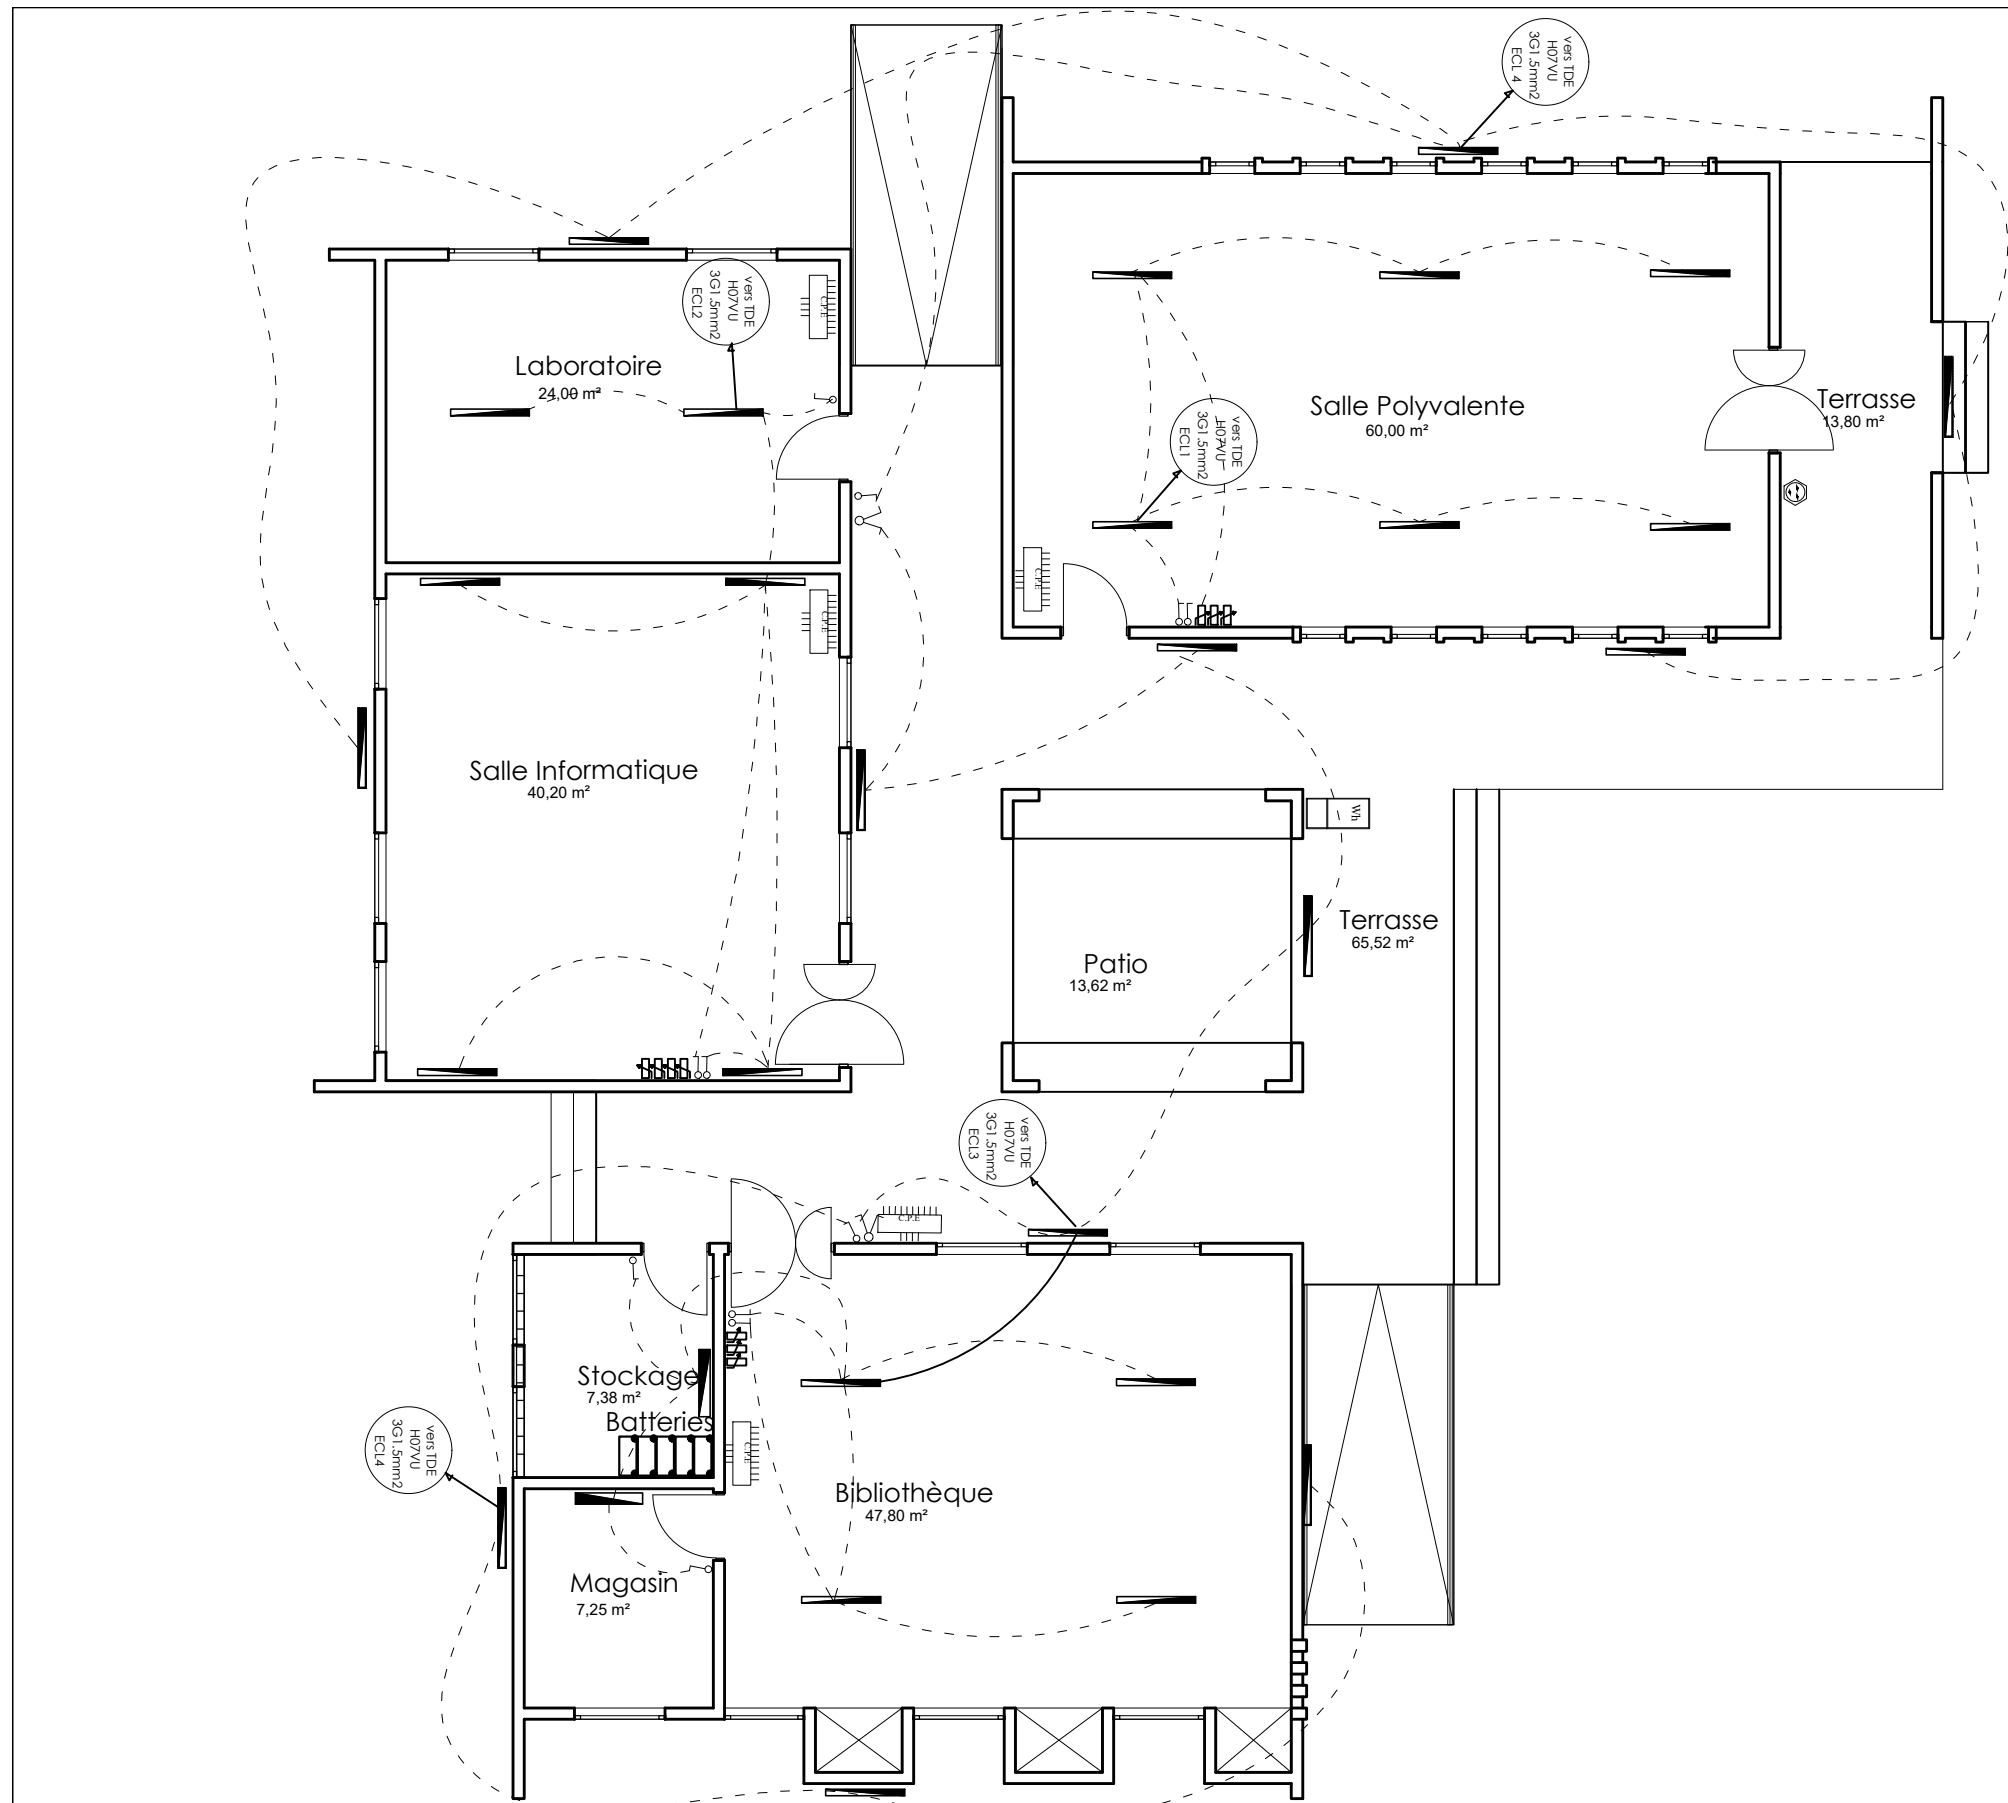 vers TDE
H07VU
3G1.5mm2
ECL 4
vers TDE
H07VU
3G1.5mm2
ECL2
C.P.E
Laboratoire
24,00 m²
Salle Polyvalente
60,00 m²
Terrasse
13,80 m²
vers TDE
H07VU
3G1.5mm2
ECL1
C.P.E
C.P.E
Salle Informatique
40,20 m²
Wh
Terrasse
65,52 m²
Patio
13,62 m²
vers TDE
H07VU
3G1.5mm2
ECL3
C.P.E
Stockage
7,38 m²
Batteries
C.P.E
vers TDE
H07VU
3G1.5mm2
ECL4
Bibliothèque
47,80 m²
Magasin
7,25 m²